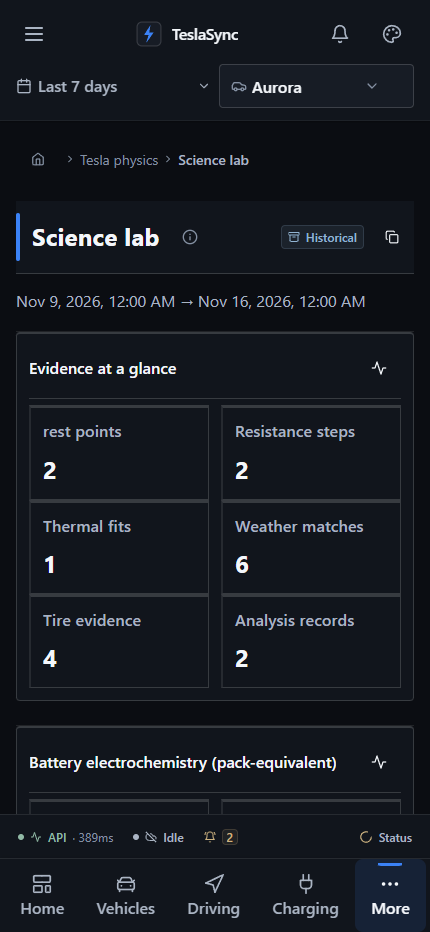 TeslaSync
Last 7 days
Aurora
Tesla physics
Science lab
Science lab
Historical
Nov 9, 2026, 12:00 AM → Nov 16, 2026, 12:00 AM
Evidence at a glance
rest points
2
Resistance steps
2
Thermal fits
1
Weather matches
6
Tire evidence
4
Analysis records
2
Battery electrochemistry (pack-equivalent)
API · 389ms
Idle
2
Status
Home
Vehicles
Driving
Charging
More